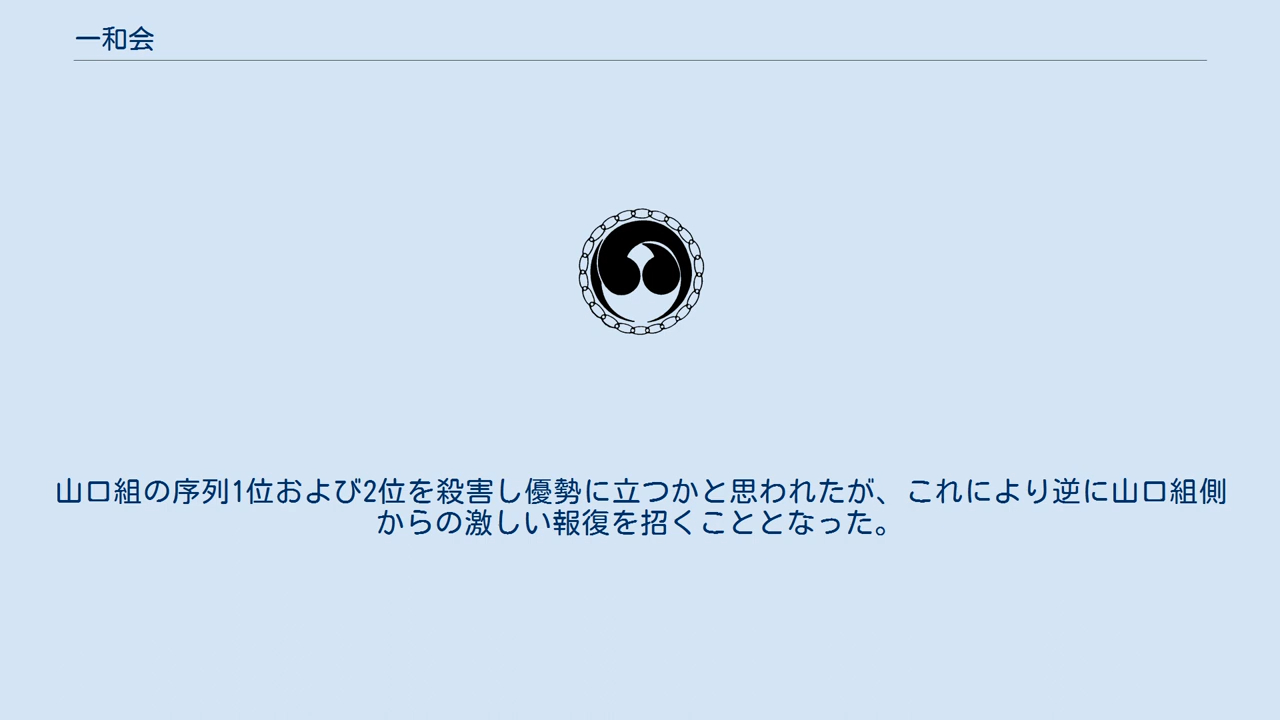 一和会
山口組の序列1位および2位を殺害し優勢に立つかと思われたが、これにより逆に山口組側
からの激しい報復を招くこととなった。